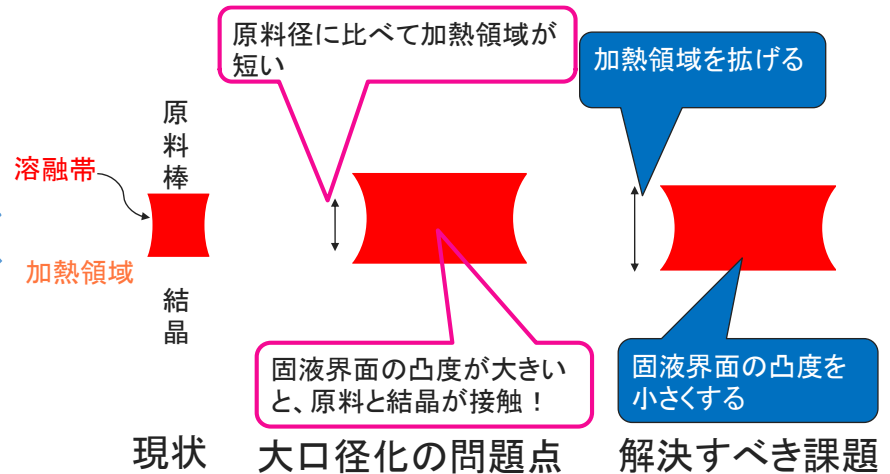 原料径に比べて加熱領域が
短い
加熱領域を拡げる
原料棒
溶融帯
加熱領域
結晶
固液界面の凸度が大きい
と、原料と結晶が接触！
固液界面の凸度を
小さくする
現状
大口径化の問題点
解決すべき課題